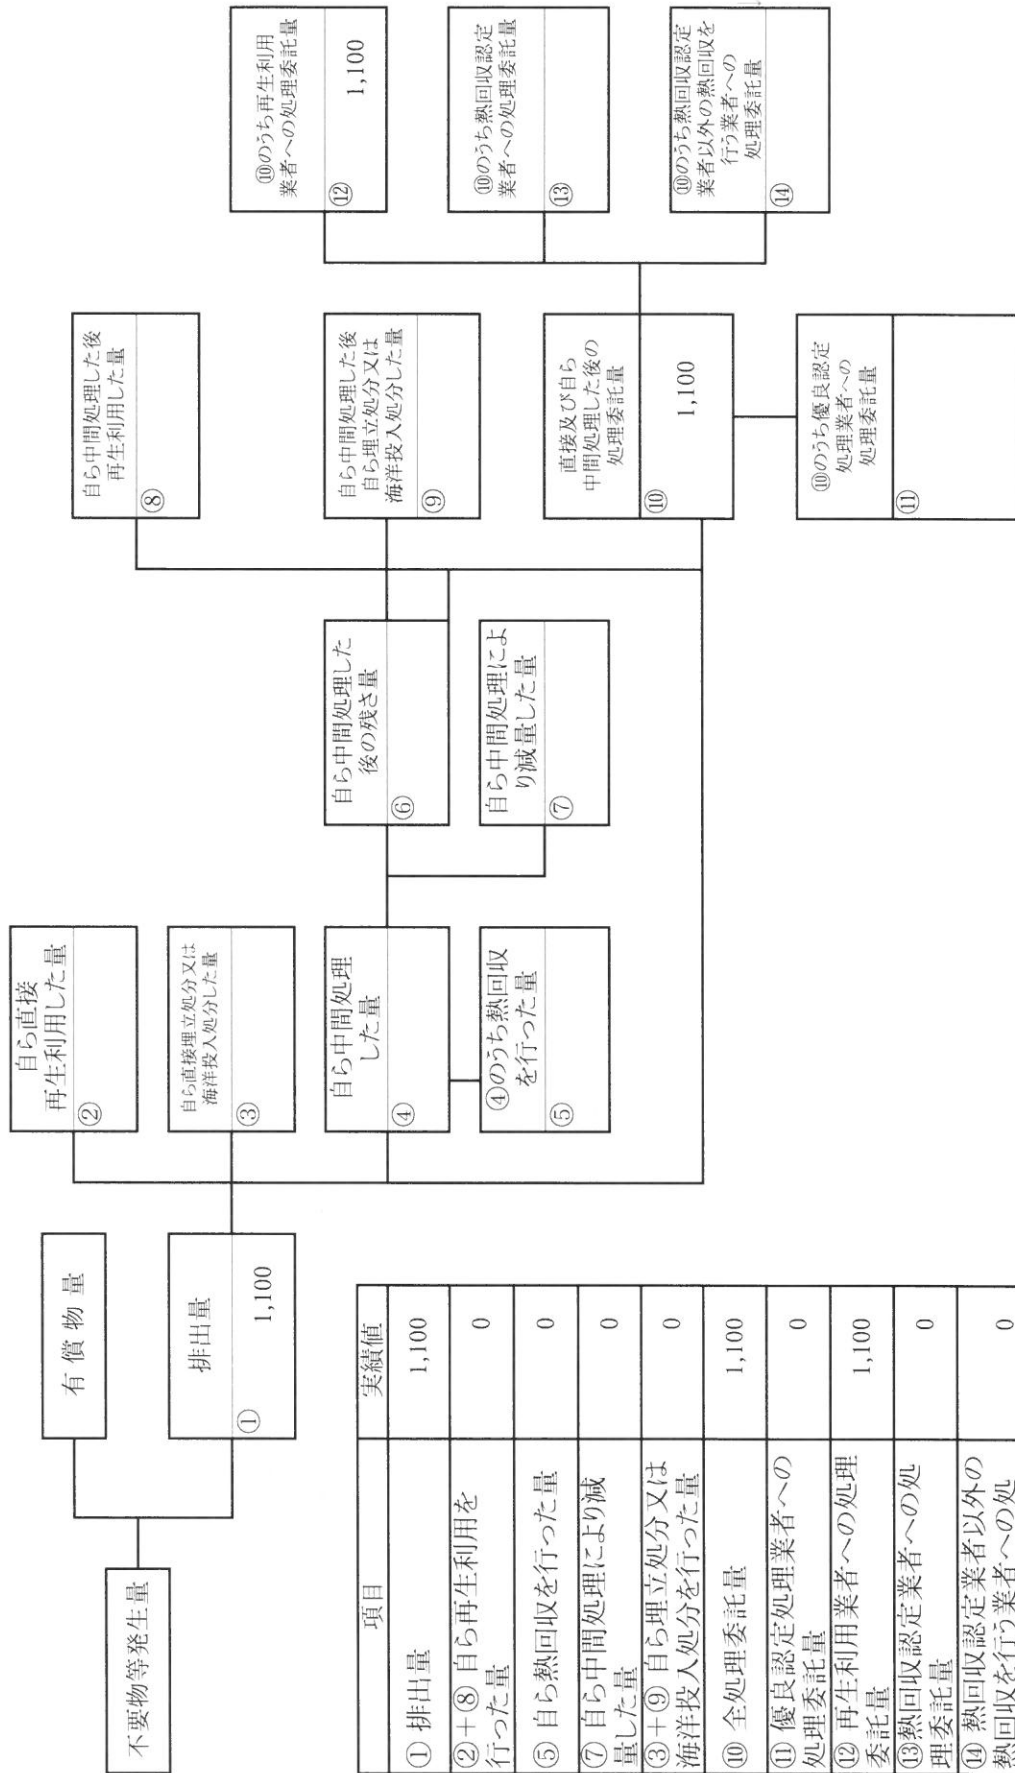 不要物等発生量
有 償 物 量
排出量
①
1,100
自ら直接
再生利用した量
②
自ら直接埋立処分又は
海洋投入処分した量
③
自ら中間処理
した量
④
④のうち熱回収
を行った量
⑤
自ら中間処理した
後の残さ量
⑥
自ら中間処理によ
り減量した量
⑦
自ら中間処理した後
再生利用した量
⑧
自ら中間処理した後
自ら埋立処分又は
海洋投入処分した量
⑨
直接及び自ら
中間処理した後の
処理委託量
⑩
1,100
⑩のうち優良認定
処理業者への
処理委託量
⑪
⑩のうち再生利用
業者への処理委託量
⑫
1,100
⑩のうち熱回収認定
業者への処理委託量
⑬
⑩のうち熱回収認定
業者以外の熱回収を
行う業者への
処理委託量
⑭
項目
実績値
① 排出量
1,100
②+⑧ 自ら再生利用を
行った量
0
⑤ 自ら熱回収を行った量
0
⑦ 自ら中間処理により減
量した量
0
③+⑨ 自ら埋立処分又は
海洋投入処分を行った量
0
⑩ 全処理委託量
1,100
⑪ 優良認定処理業者への
処理委託量
0
⑫ 再生利用業者への処理
委託量
1,100
⑬熱回収認定業者への処
理委託量
0
⑭ 熱回収認定業者以外の
熱回収を行う業者への処
0